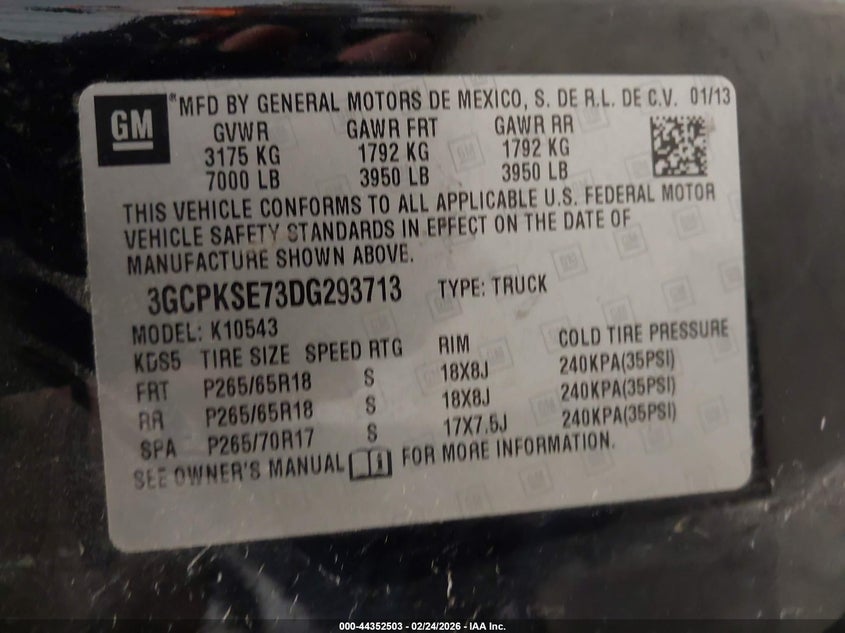 GM
*MFD BY GENERAL MOTORS DE MEXICO, S. DE R.L. DE C.V. 01/13
GVWR GAWR FRT GAWR RR
3175 KG 1792 KG 1792 KG
7000 LB 3950 LB 3950 LB
THIS VEHICLE CONFORMS TO ALL APPLICABLE U.S. FEDERAL MOTOR
VEHICLE SAFETY STANDARDS IN EFFECT ON THE DATE OF
MANUFACTURE SHOWN ABOVE.
3GCPKSE73DG293713 TYPE: TRUCK
MODEL: K10543
KDS5 TIRE SIZE SPEED RTG RIM COLD TIRE PRESSURE
FRT P265/65R18 S 18X8J 240KPA(35PSI)
RR P265/65R18 S 18X8J 240KPA(35PSI)
SPA P265/70R17 S 17X7.5J 240KPA(35PSI)
SEE OWNER'S MANUAL FOR MORE INFORMATION.
000-44352503 - 02/24/2026 - IAA Inc.